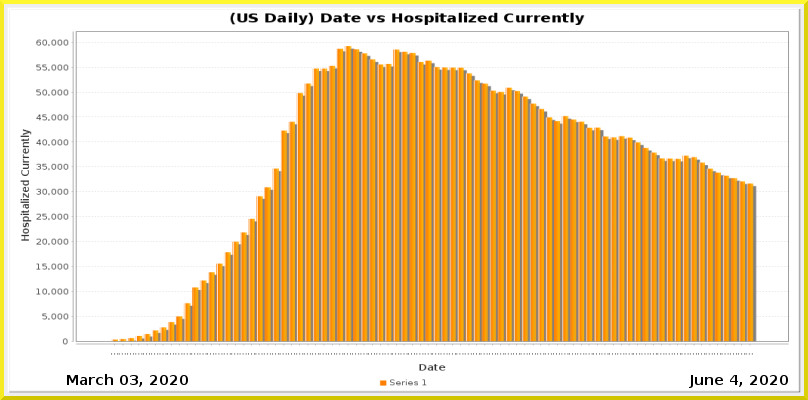 (US Daily) Date vs Hospitalized Currently
60,000
55,000
50,000
45,000
40,000
35,000
30,000
25,000
20,000
15,000
10,000
5,000
0
Hospitalized Currently
Date
March 03, 2020
Series 1
June 4, 2020